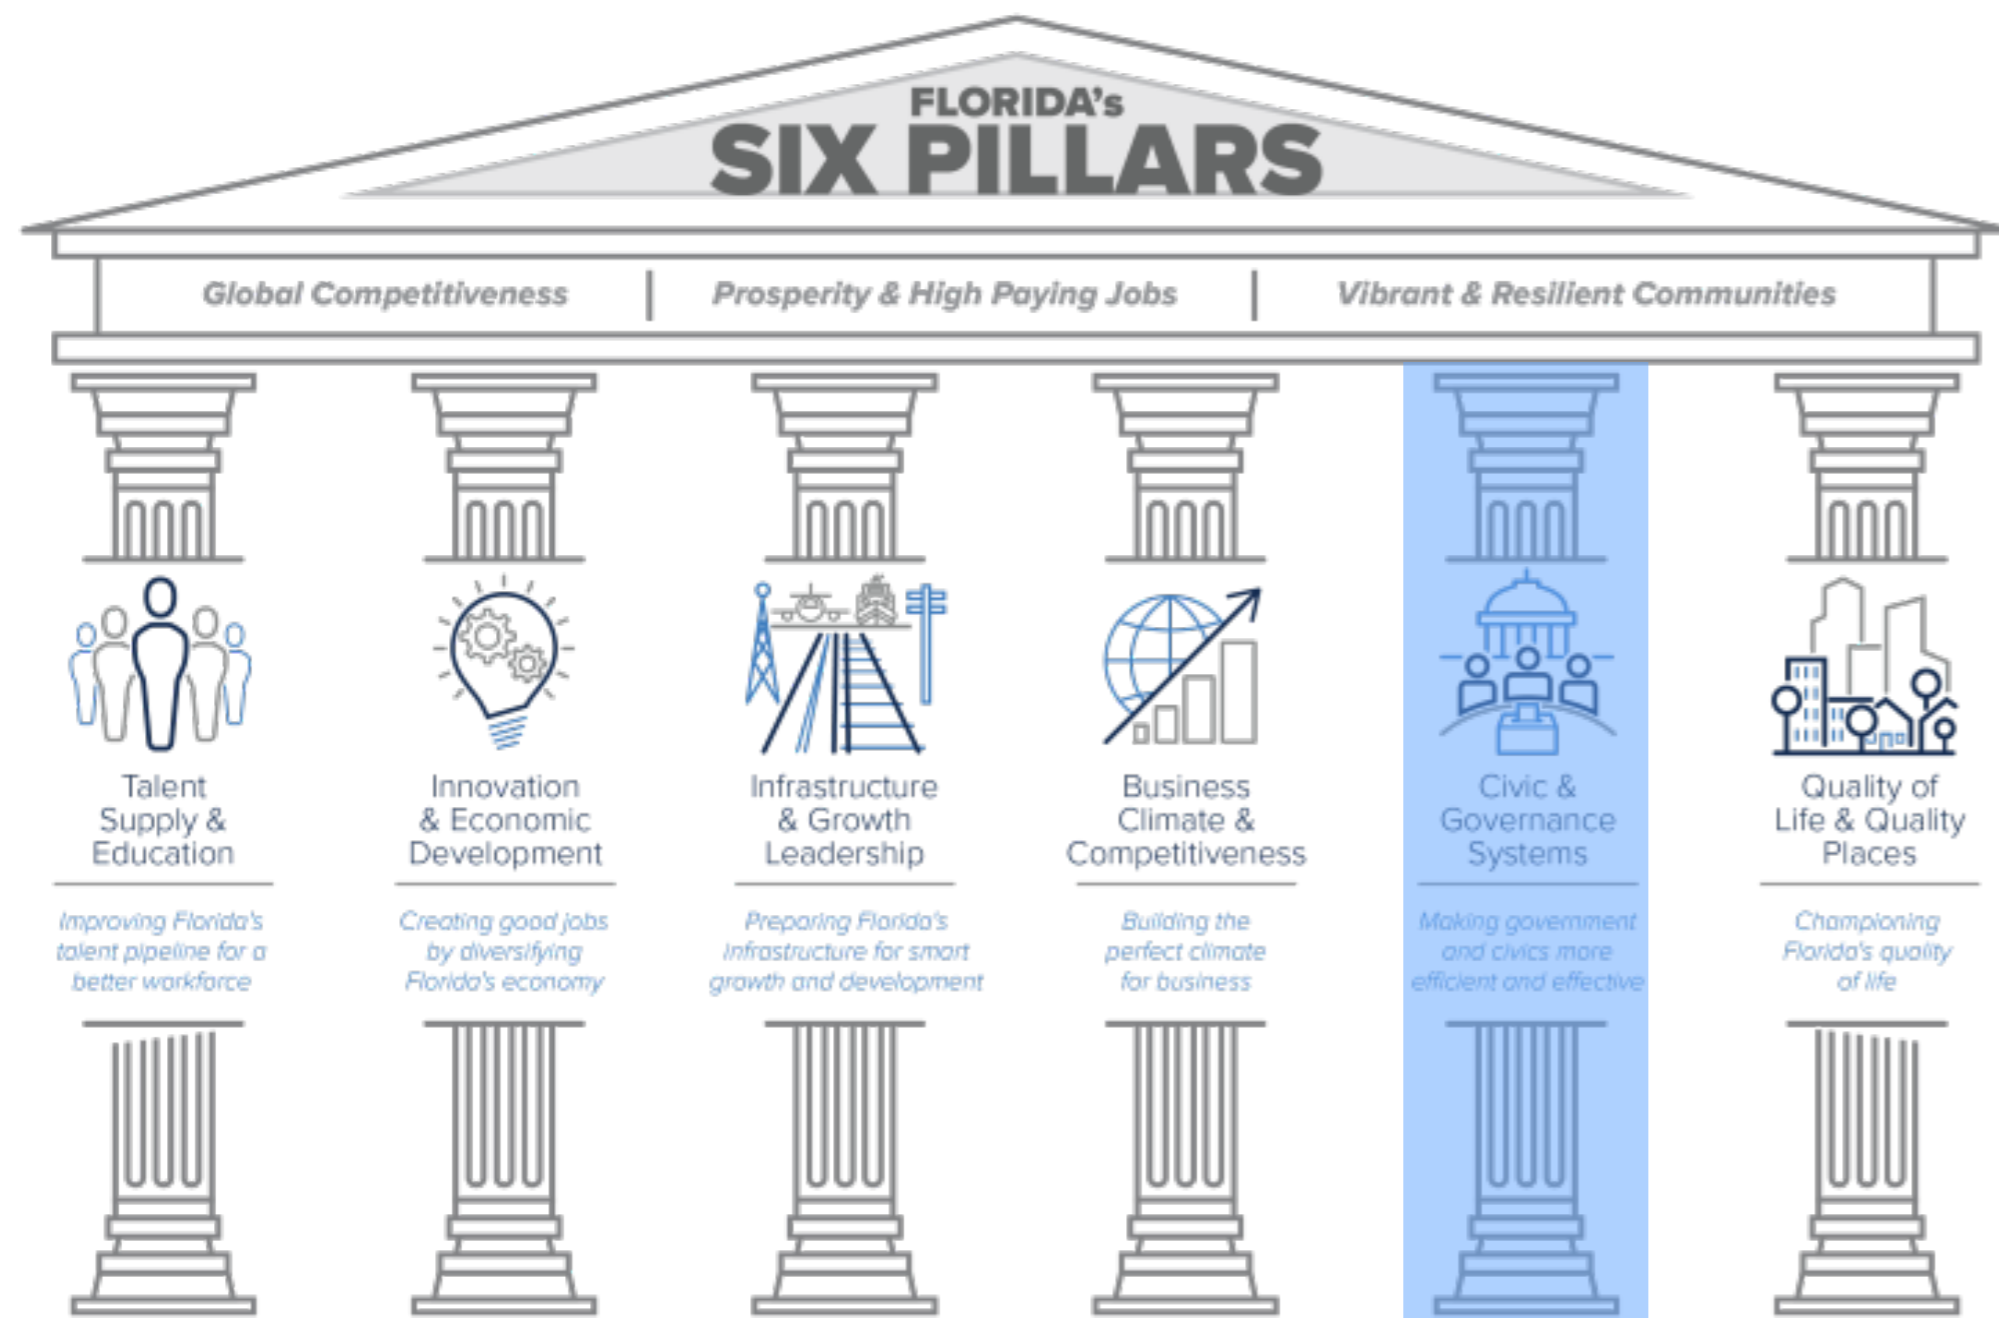 FLORIDA's
SIX PILLARS
Global Competitiveness | Prosperity & High Paying Jobs | Vibrant & Resilient Communities
Talent
Supply &
Education
Improving Florida's
talent pipeline for a
better workforce
Innovation
& Economic
Development
Creating good jobs
by diversifying
Florida's economy
Infrastructure
& Growth
Leadership
Preparing Florida's
infrastructure for smart
growth and development
Business
Climate &
Competitiveness
Building the
perfect climate
for business
Civic &
Governance
Systems
Making government
and civics more
efficient and effective
Quality of
Life & Quality
Places
Championing
Florida's quality
of life